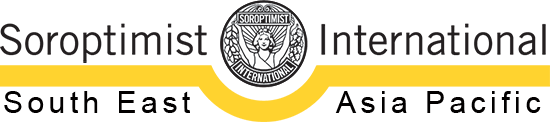 Soroptimist International
SOROPTIMIST
INTERNATIONAL
South East Asia Pacific